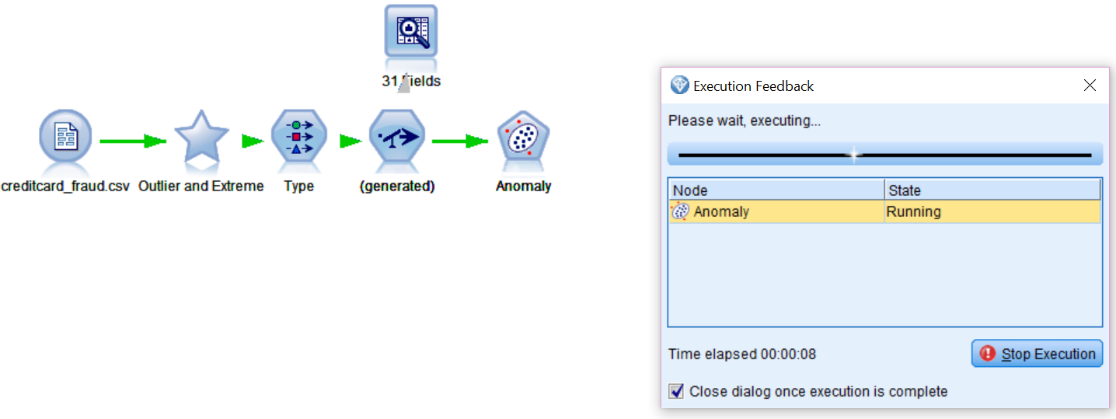 31 Fields
creditcard_fraud.csv
Outlier and Extreme
Type
(generated)
Anomaly
Execution Feedback
Please wait, executing...
Node State
Anomaly Running
Time elapsed 00:00:08
Stop Execution
Close dialog once execution is complete